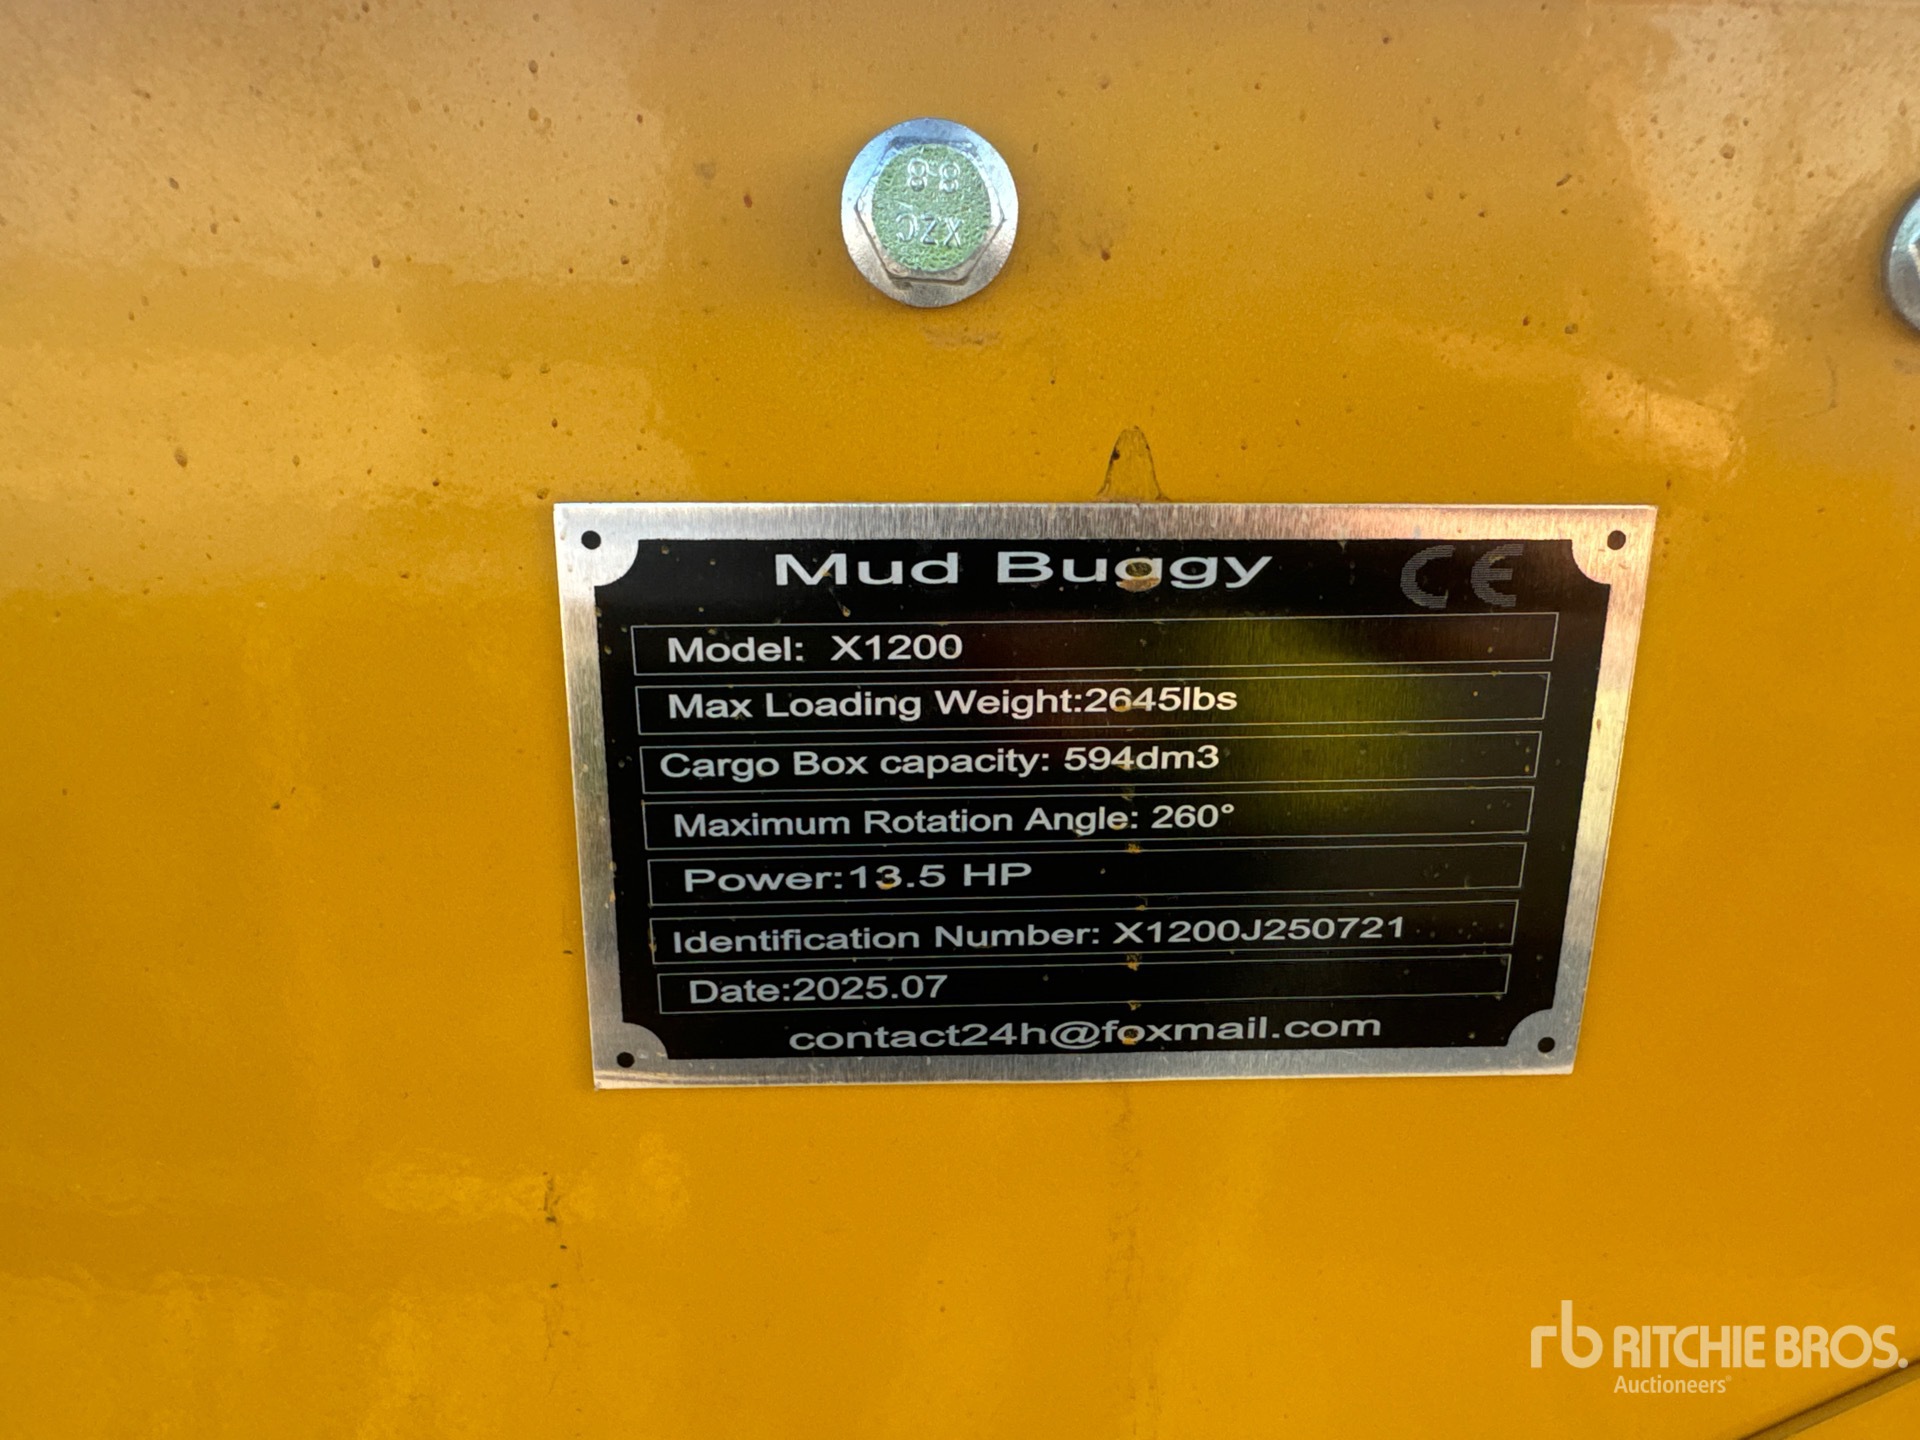 8.8
XZC
Mud Buggy CE
Model: X1200
Max Loading Weight:2645lbs
Cargo Box capacity: 594dm3
Maximum Rotation Angle: 260°
Power:13.5 HP
Identification Number: X1200J250721
Date:2025.07
contact24h@foxmail.com
rb RITCHIE BROS.
Auctioneers®